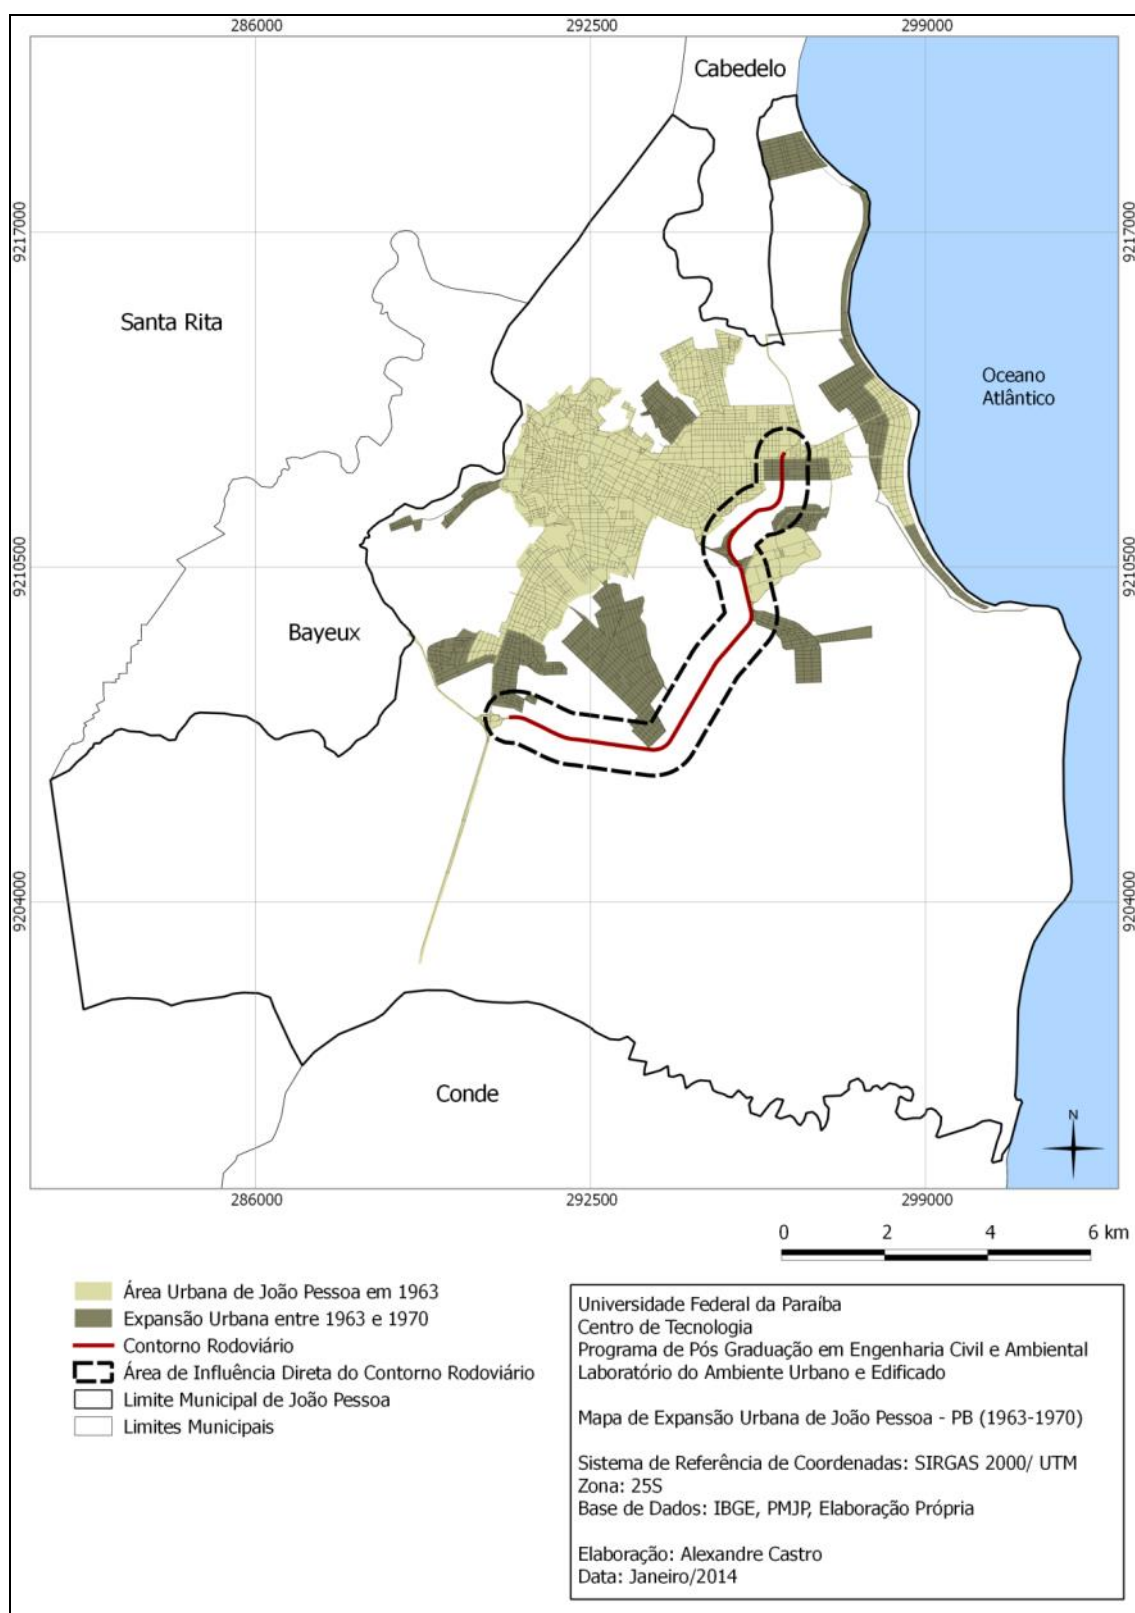 286000
292500
299000
Cabedelo
9217000
9217000
Santa Rita
Oceano
Atlântico
9210500
9210500
Bayeux
9204000
9204000
Conde
N
286000
292500
299000
0 2 4 6 km
Área Urbana de João Pessoa em 1963
Expansão Urbana entre 1963 e 1970
Contorno Rodoviário
Área de Influência Direta do Contorno Rodoviário
Limite Municipal de João Pessoa
Limites Municipais
Universidade Federal da Paraíba
Centro de Tecnologia
Programa de Pós Graduação em Engenharia Civil e Ambiental
Laboratório do Ambiente Urbano e Edificado
Mapa de Expansão Urbana de João Pessoa - PB (1963-1970)
Sistema de Referência de Coordenadas: SIRGAS 2000/ UTM
Zona: 25S
Base de Dados: IBGE, PMJP, Elaboração Própria
Elaboração: Alexandre Castro
Data: Janeiro/2014